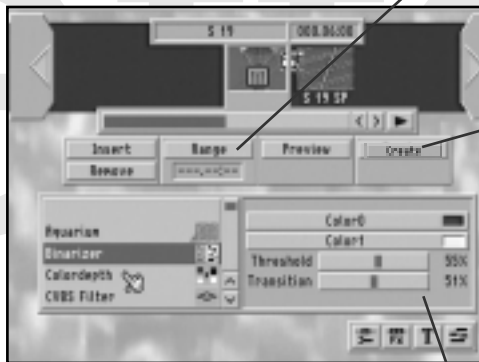 S 19 000.06:00
S 19 SP
Insert Range Preview Create
Remove ---.--:--
Aquarium
Binarizer
Colordepth
CVBS Filter
Color0
Color1
Threshold 55%
Transition 51%
T